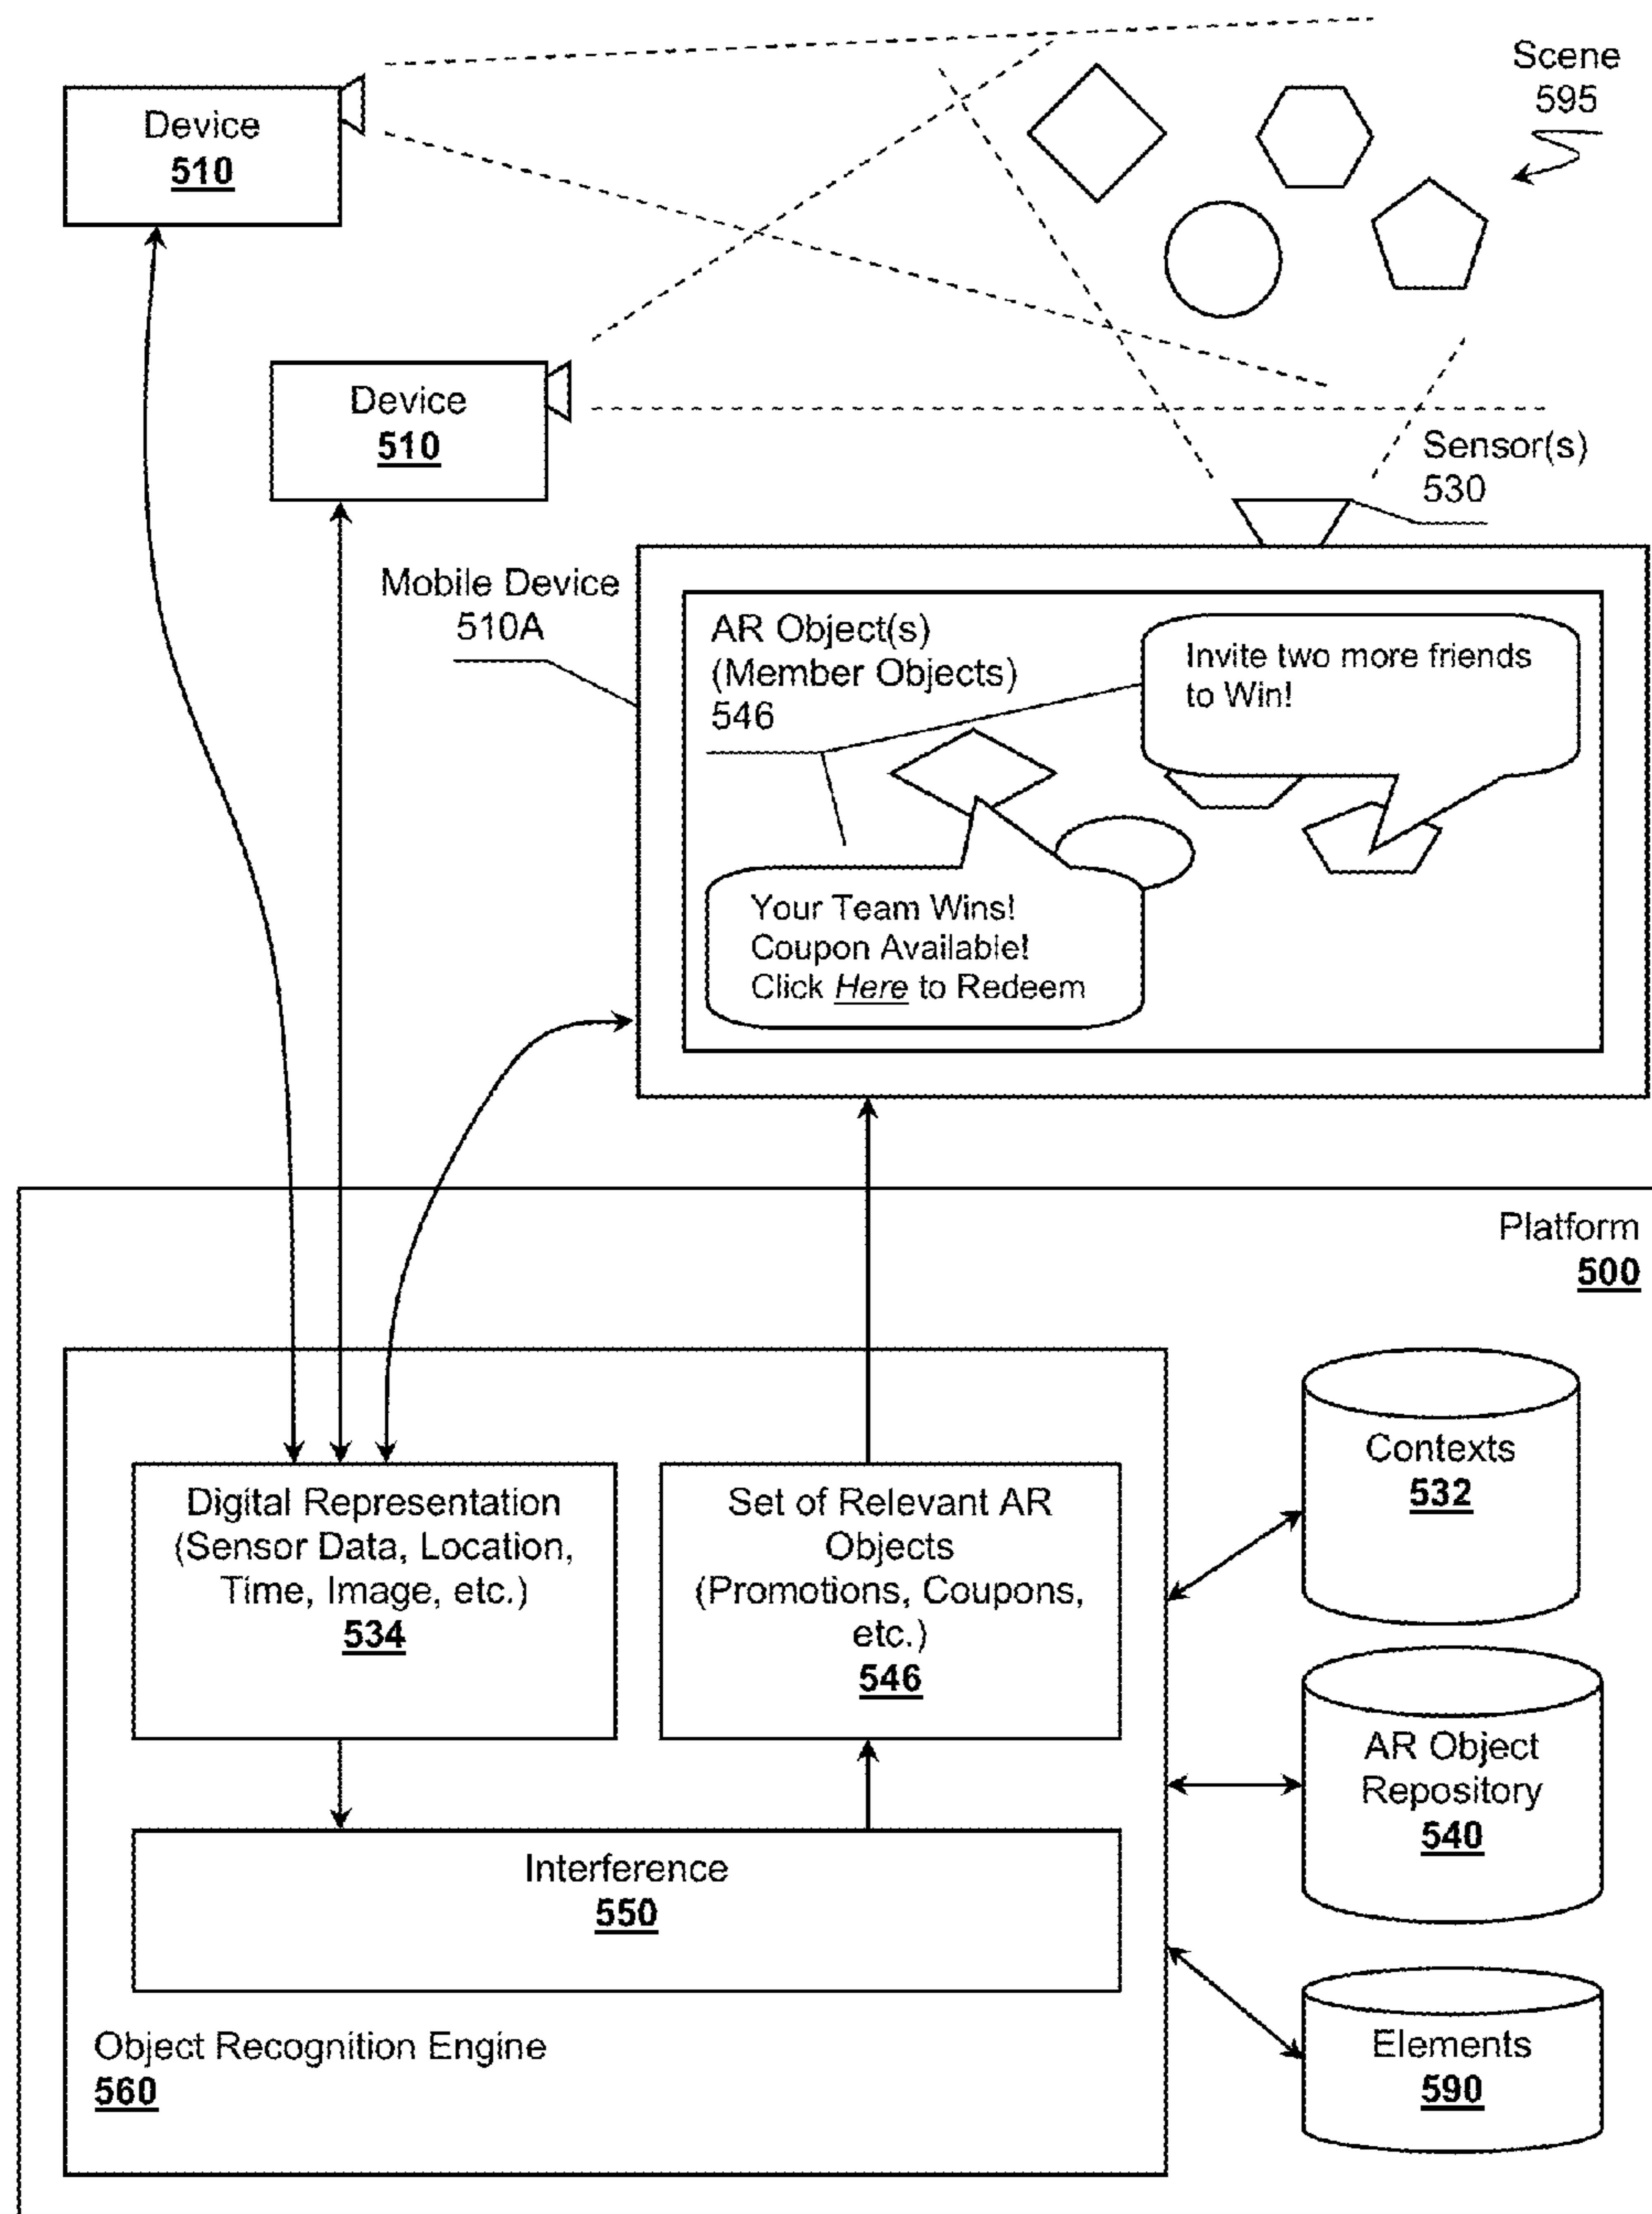 Scene
595
Device
510
Device
510
Sensor(s)
530
Mobile Device
510A
AR Object(s)
(Member Objects)
546
Invite two more friends
to Win!
Your Team Wins!
Coupon Available!
Click Here to Redeem
Platform
500
Digital Representation
(Sensor Data, Location,
Time, Image, etc.)
534
Set of Relevant AR
Objects
(Promotions, Coupons,
etc.)
546
Contexts
532
AR Object
Repository
540
Interference
550
Elements
590
Object Recognition Engine
560